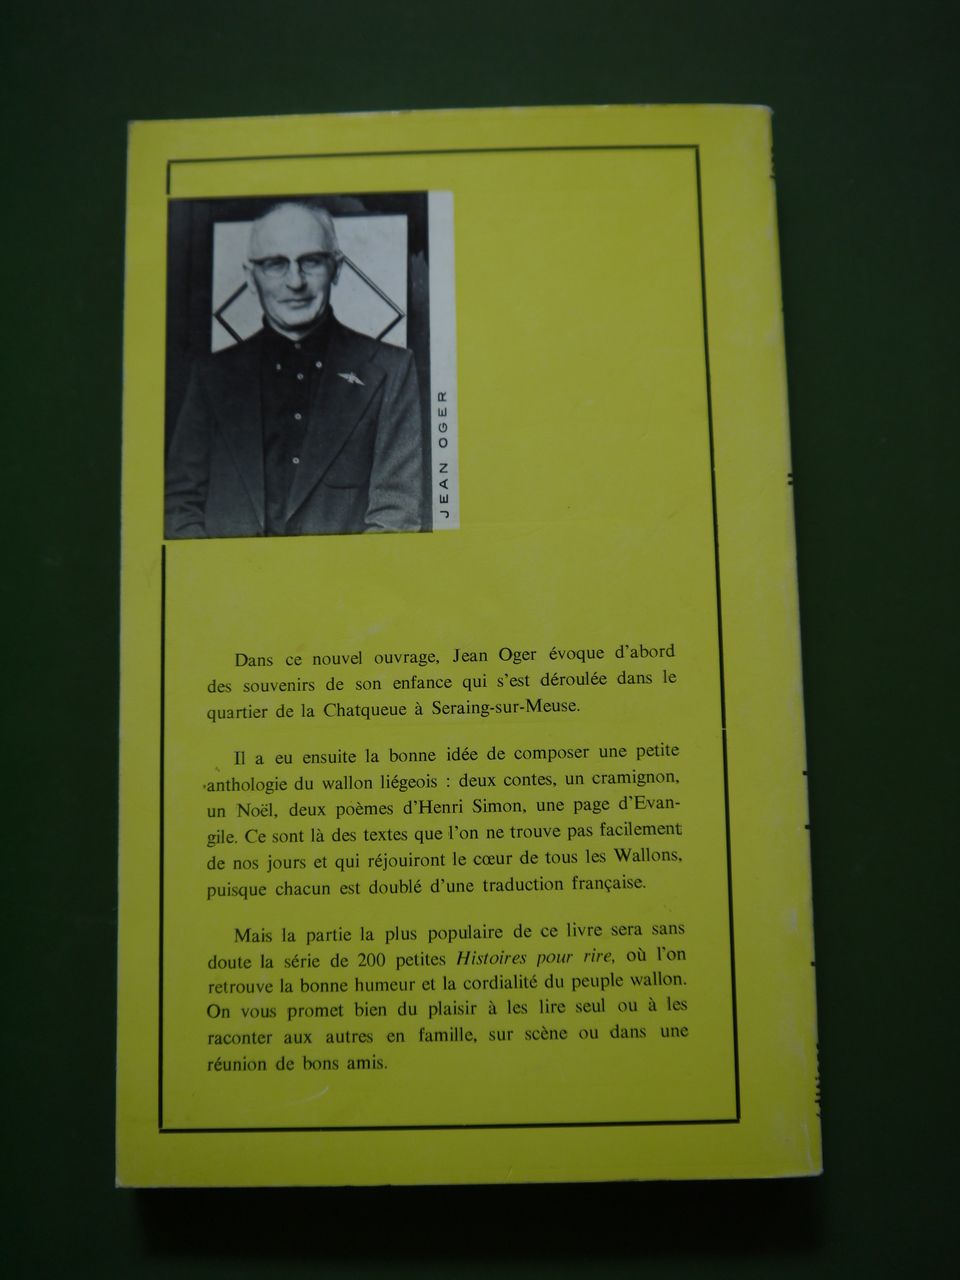 JEAN OGER
Dans ce nouvel ouvrage, Jean Oger évoque d'abord
des souvenirs de son enfance qui s'est déroulée dans le
quartier de la Chatqueue à Seraing-sur-Meuse.
Il a eu ensuite la bonne idée de composer une petite
anthologie du wallon liégeois : deux contes, un cramignon,
un Noël, deux poèmes d'Henri Simon, une page d'Evan-
gile. Ce sont là des textes que l'on ne trouve pas facilement
de nos jours et qui réjouiront le cœur de tous les Wallons,
puisque chacun est doublé d'une traduction française.
Mais la partie la plus populaire de ce livre sera sans
doute la série de 200 petites Histoires pour rire, où l'on
retrouve la bonne humeur et la cordialité du peuple wallon.
On vous promet bien du plaisir à les lire seul ou à les
raconter aux autres en famille, sur scène ou dans une
réunion de bons amis.